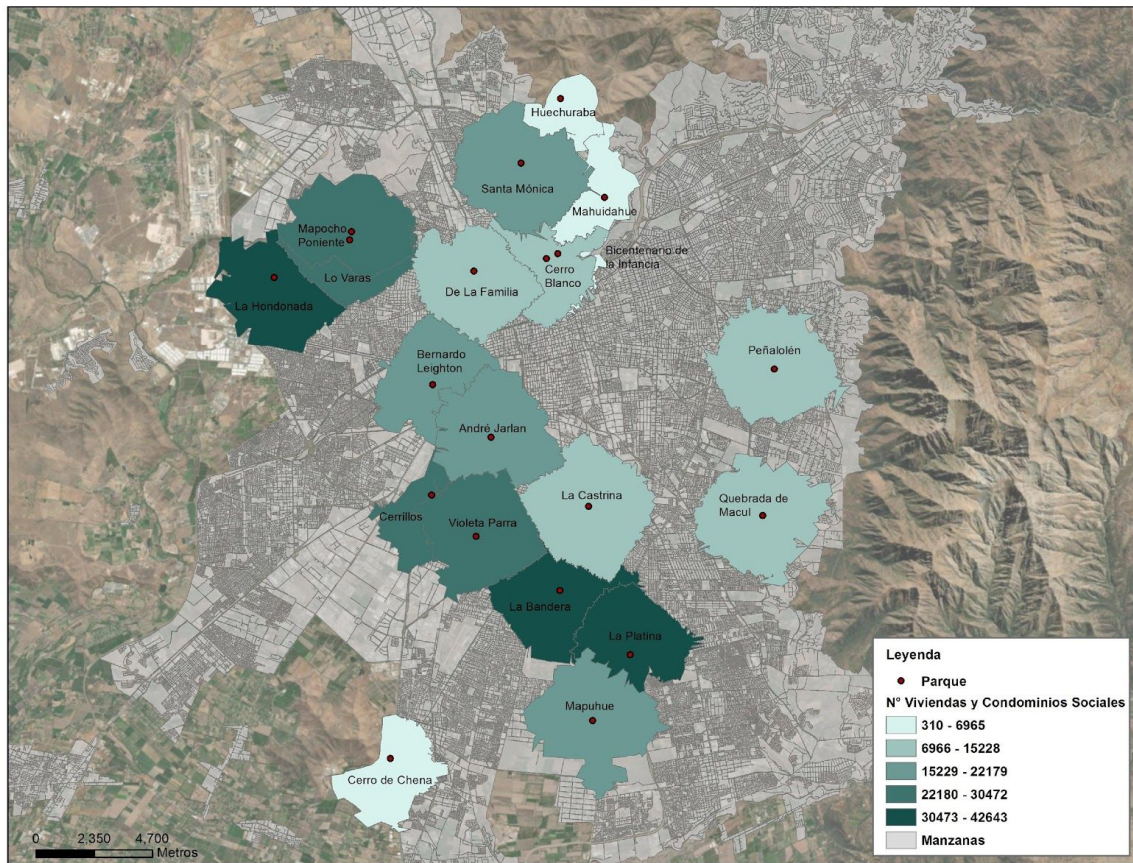 Huechuraba
Santa Mónica
Mahuidahue
Mapocho
Poniente
Bicentenario de
la Infancia
Cerro
Blanco
Lo Varas
De La Familia
La Hondonada
Peñalolén
Bernardo
Leighton
André Jarlan
La Castrina
Quebrada de
Macul
Cerrillos
Violeta Parra
La Bandera
La Platina
Mapuhue
Cerro de Chena
Leyenda
Parque
N° Viviendas y Condominios Sociales
310 - 6965
6966 - 15228
15229 - 22179
22180 - 30472
30473 - 42643
Manzanas
0 2,350 4,700
Metros